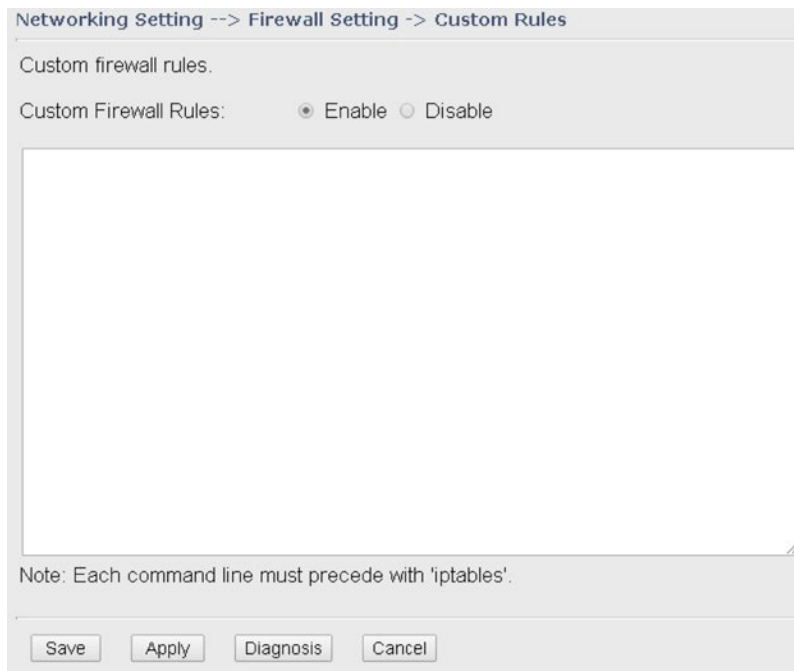 Networking Setting --> Firewall Setting -> Custom Rules
Custom firewall rules.
Custom Firewall Rules: Enable Disable
Note: Each command line must precede with 'iptables'.
Save Apply Diagnosis Cancel